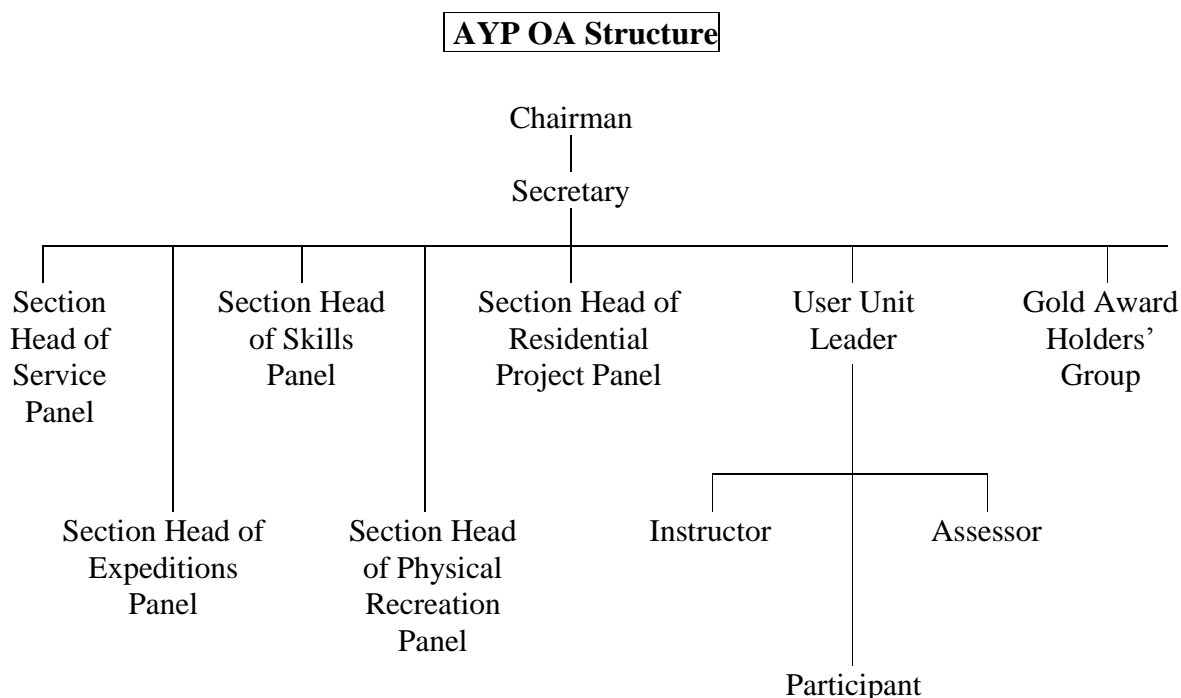 AYP OA Structure
Chairman
Secretary
Section
Head of
Service
Panel
Section Head
of Skills
Panel
Section Head of
Residential
Project Panel
User Unit
Leader
Gold Award
Holders’
Group
Section Head of
Expeditions
Panel
Section Head
of Physical
Recreation
Panel
Instructor
Assessor
Participant